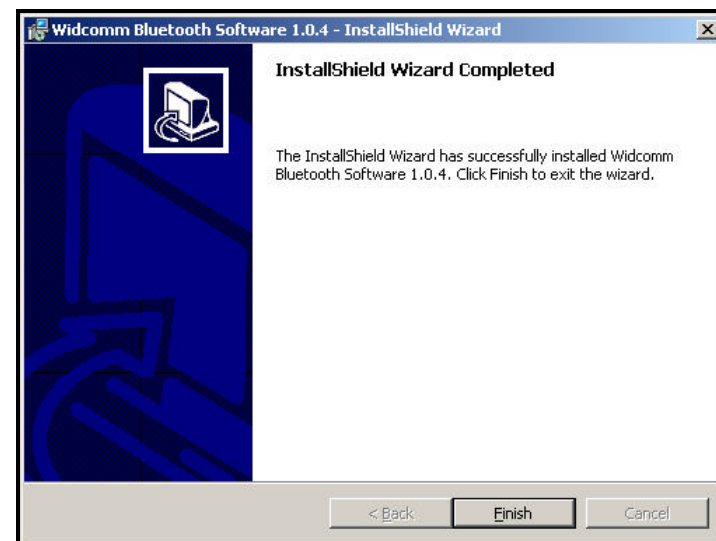 Widcomm Bluetooth Software 1.0.4 - InstallShield Wizard
InstallShield Wizard Completed
The InstallShield Wizard has successfully installed Widcomm
Bluetooth Software 1.0.4. Click Finish to exit the wizard.
< Back
Finish
Cancel